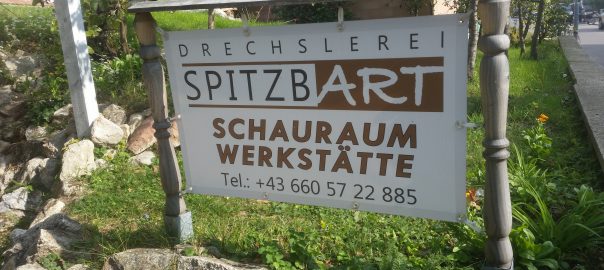 DRECHSLEREI
SPITZBART
SCHAURAUM
WERKSTÄTTE
Tel.: +43 660 57 22 885